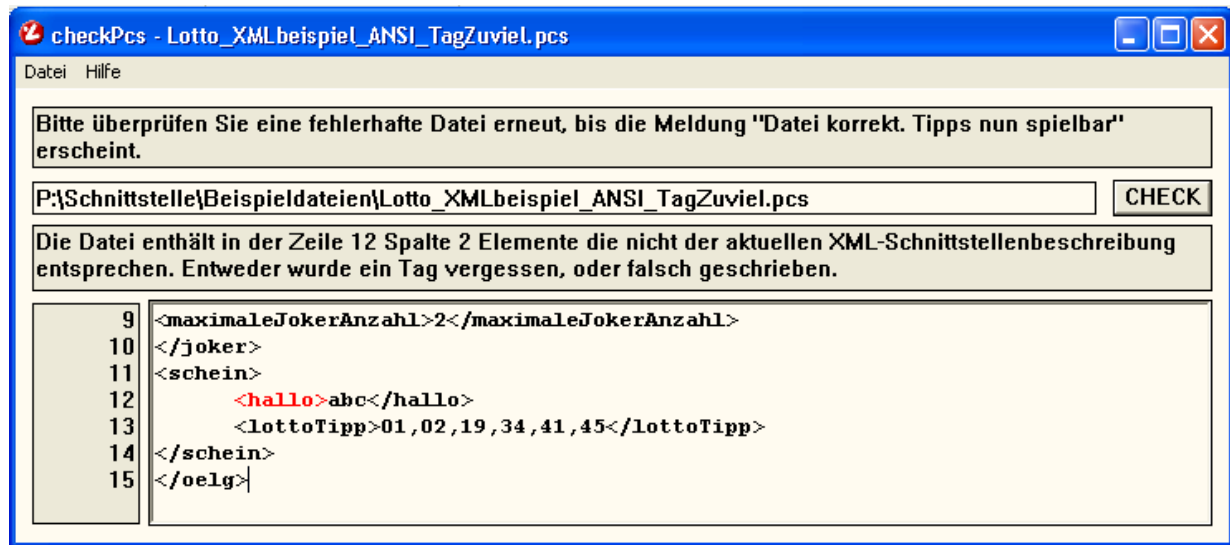 checkPcs - Lotto_XMLbeispiel_ANSI_TagZuviel.pcs
Datei Hilfe
Bitte überprüfen Sie eine fehlerhafte Datei erneut, bis die Meldung "Datei korrekt. Tipps nun spielbar"
erscheint.
P:\Schnittstelle\Beispieldateien\Lotto_XMLbeispiel_ANSI_TagZuviel.pcs CHECK
Die Datei enthält in der Zeile 12 Spalte 2 Elemente die nicht der aktuellen XML-Schnittstellenbeschreibung
entsprechen. Entweder wurde ein Tag vergessen, oder falsch geschrieben.
9 <maximaleJokerAnzahl>2</maximaleJokerAnzahl>
10 </joker>
11 <schein>
12 <hallo>abc</hallo>
13 <lottoTipp>01,02,19,34,41,45</lottoTipp>
14 </schein>
15 </oelg>